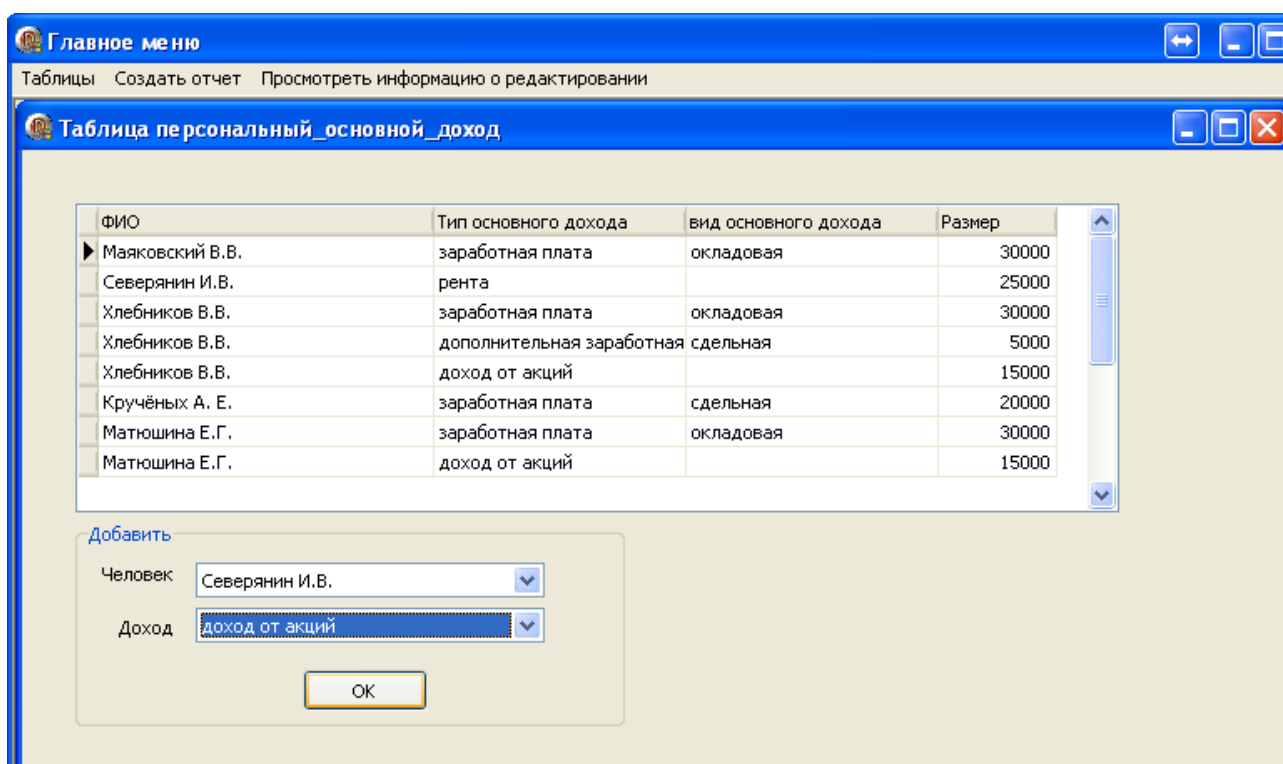 Главное меню
Таблицы Создать отчет Просмотреть информацию о редактировании
Таблица персональный_основной_доход
ФИО Тип основного дохода вид основного дохода Размер
Маяковский В.В. заработная плата окладовая 30000
Северянин И.В. рента 25000
Хлебников В.В. заработная плата окладовая 30000
Хлебников В.В. дополнительная заработная сдельная 5000
Хлебников В.В. доход от акций 15000
Кручёных А. Е. заработная плата сдельная 20000
Матюшина Е.Г. заработная плата окладовая 30000
Матюшина Е.Г. доход от акций 15000
Добавить
Человек Северянин И.В.
Доход доход от акций
ОК